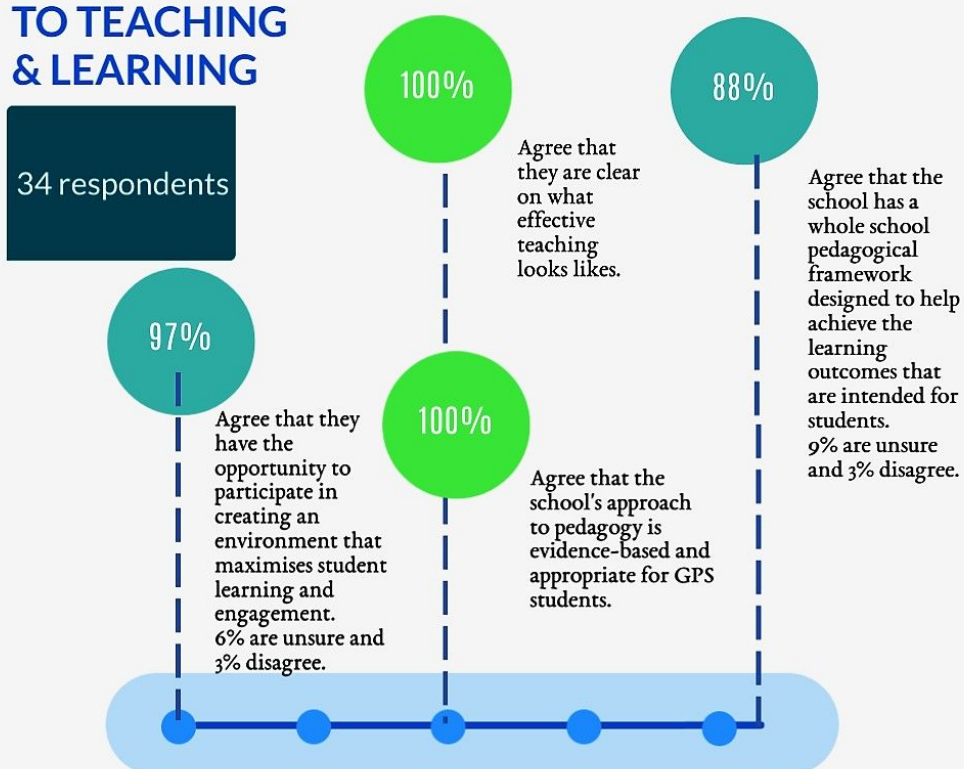 TO TEACHING
& LEARNING
34 respondents
97%
Agree that they
have the
opportunity to
participate in
creating an
environment that
maximises student
learning and
engagement.
6% are unsure and
3% disagree.
100%
Agree that
they are clear
on what
effective
teaching
looks likes.
100%
Agree that the
school's approach
to pedagogy is
evidence-based and
appropriate for GPS
students.
88%
Agree that the
school has a
whole school
pedagogical
framework
designed to help
achieve the
learning
outcomes that
are intended for
students.
9% are unsure
and 3% disagree.